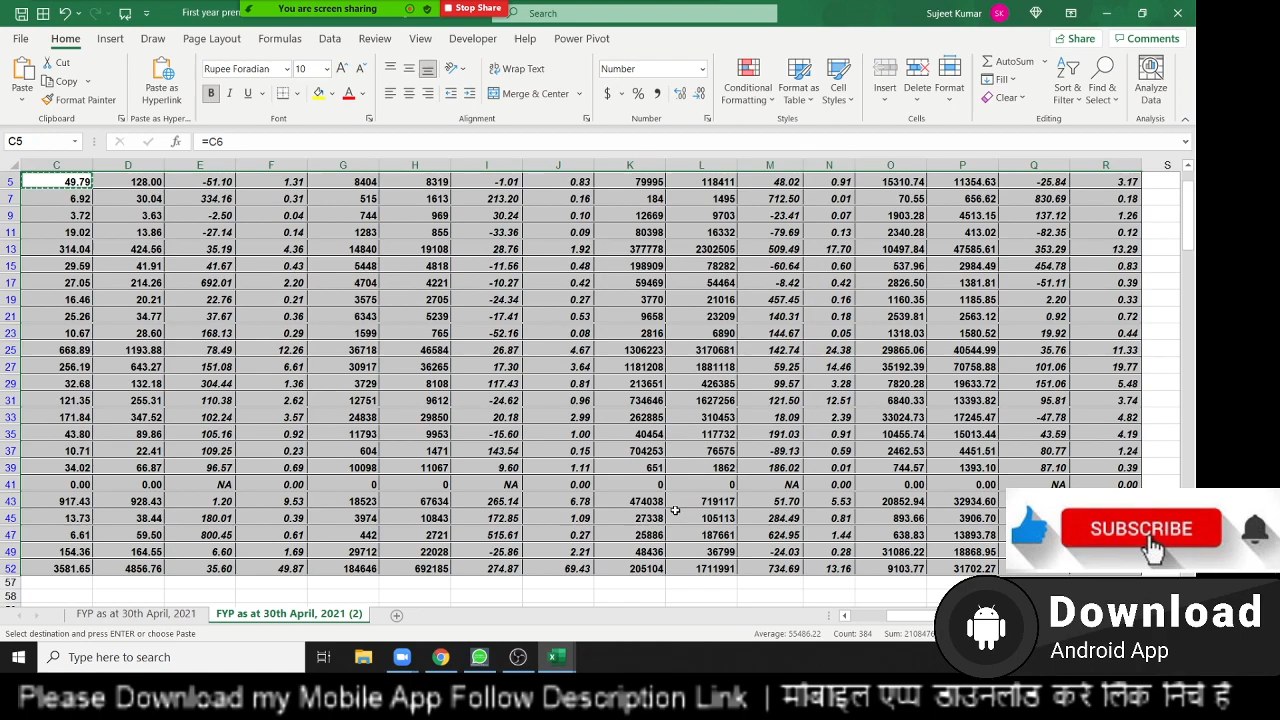 First year pren
You are screen sharing
Stop Share
Search
Sujeet Kumar
SK
File Home Insert Draw Page Layout Formulas Data Review View Developer Help Power Pivot
Share Comments
Paste Cut Copy Format Painter
Paste as Hyperlink
Rupee Foradian 10
B I U
Wrap Text
Merge & Center
Number
$ % ,
Conditional Formatting Format as Table Cell Styles
Insert Delete Format
AutoSum Fill Clear
Sort & Filter Find & Select
Analyze Data
Clipboard Paste as Hyper... Font Alignment Number Styles Cells Editing Analysis
C5 fx =C6
C D E F G H I J K L M N O P Q R S
5 49.79 128.00 -51.10 1.31 8404 8319 -1.01 0.83 79995 118411 48.02 0.91 15310.74 11354.63 -25.84 3.17
7 6.92 30.04 334.16 0.31 515 1613 213.20 0.16 184 1495 712.50 0.01 70.55 656.62 830.69 0.18
9 3.72 3.63 -2.50 0.04 744 969 30.24 0.10 12669 9703 -23.41 0.07 1903.28 4513.15 137.12 1.26
11 19.02 13.86 -27.14 0.14 1283 855 -33.36 0.09 80398 16332 -79.69 0.13 2340.28 413.02 -82.35 0.12
13 314.04 424.56 35.19 4.36 14840 19108 28.76 1.92 377778 2302505 509.49 17.70 10497.84 47585.61 353.29 13.29
15 29.59 41.91 41.67 0.43 5448 4818 -11.56 0.48 198909 78282 -60.64 0.60 537.96 2984.49 454.78 0.83
17 27.05 214.26 692.01 2.20 4704 4221 -10.27 0.42 59469 54464 -8.42 0.42 2826.50 1381.81 -51.11 0.39
19 16.46 20.21 22.76 0.21 3575 2705 -24.34 0.27 3770 21016 457.45 0.16 1160.35 1185.85 2.20 0.33
21 25.26 34.77 37.67 0.36 6343 5239 -17.41 0.53 9658 23209 140.31 0.18 2539.81 2563.12 0.92 0.72
23 10.67 28.60 168.13 0.29 1599 765 -52.16 0.08 2816 6890 144.67 0.05 1318.03 1580.52 19.92 0.44
25 668.89 1193.88 78.49 12.26 36718 46584 26.87 4.67 1306223 3170681 142.74 24.38 29865.06 40544.99 35.76 11.33
27 256.19 643.27 151.08 6.61 30917 36265 17.30 3.64 1181208 1881118 59.25 14.46 35192.39 70758.88 101.06 19.77
29 32.68 132.18 304.44 1.36 3729 8108 117.43 0.81 213651 426385 99.57 3.28 7820.28 19633.72 151.06 5.48
31 121.35 255.31 110.38 2.62 12751 9612 -24.62 0.96 734646 1627256 121.50 12.51 6840.33 13393.82 95.81 3.74
33 171.84 347.52 102.24 3.57 24838 29850 20.18 2.99 262885 310453 18.09 2.39 33024.73 17245.47 -47.78 4.82
35 43.80 89.86 105.16 0.92 11793 9953 -15.60 1.00 40454 117732 191.03 0.91 10455.74 15013.44 43.59 4.19
37 10.71 22.41 109.25 0.23 604 1471 143.54 0.15 704253 76575 -89.13 0.59 2462.53 4451.51 80.77 1.24
39 34.02 66.87 96.57 0.69 10098 11067 9.60 1.11 651 1862 186.02 0.01 744.57 1393.10 87.10 0.39
41 0.00 0.00 NA 0.00 0 0 NA 0.00 0 0 NA 0.00 0.00 0.00 NA 0.00
43 917.43 928.43 1.20 9.53 18523 67634 265.14 6.78 474038 719117 51.70 5.53 20852.94 32934.60
45 13.73 38.44 180.01 0.39 3974 10843 172.85 1.09 27338 105113 284.49 0.81 893.66 3906.70
47 6.61 59.50 800.45 0.61 442 2721 515.61 0.27 25886 187661 624.95 1.44 638.83 13893.78
49 154.36 164.55 6.60 1.69 29712 22028 -25.86 2.21 48436 36799 -24.03 0.28 31086.22 18868.95
52 3581.65 4856.76 35.60 49.87 184646 692185 274.87 69.43 205104 1711991 734.69 13.16 9103.77 31702.27
57
58
SUBSCRIBE
FYP as at 30th April, 2021 FYP as at 30th April, 2021 (2)
Select destination and press ENTER or choose Paste Average: 55486.22 Count: 384 Sum: 2108476
Download
Android App
Type here to search
Please Download my Mobile App Follow Description Link | मोबाइल एप्प डाउनलोड करे लिंक निचे है